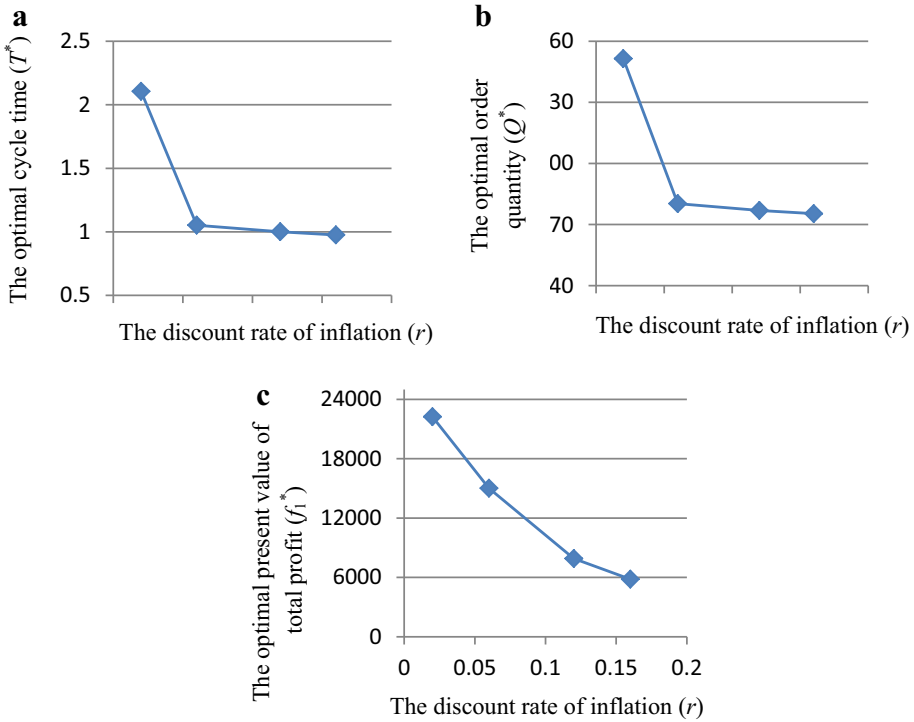 a
The optimal cycle time (T*)
2.5
2
1.5
1
0.5
The discount rate of inflation (r)
b
The optimal order
quantity (Q*)
60
30
00
70
40
The discount rate of inflation (r)
c
The optimal present value of
total profit (f1*)
24000
18000
12000
6000
0
0 0.05 0.1 0.15 0.2
The discount rate of inflation (r)